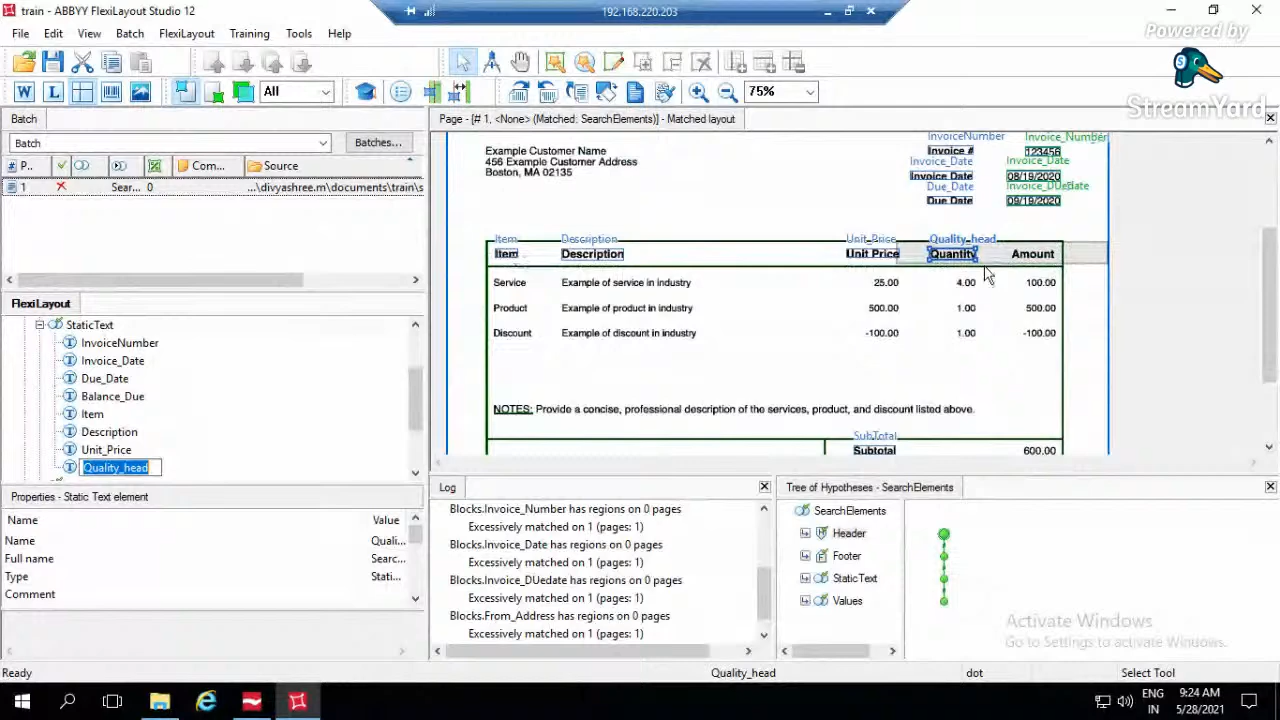 train - ABBYY FlexiLayout Studio 12
192.168.220.203
File Edit View Batch FlexiLayout Training Tools Help
Powered by
StreamYard
All
75%
Batch
Page - [# 1. <None> (Matched: SearchElements)] - Matched layout
Batch
Batches...
P..
Com...
Source
1
Sear... 0
...\divyashree.m\documents\train\s
Example Customer Name
456 Example Customer Address
Boston, MA 02135
InvoiceNumber Invoice_Number
Invoice # 123456
Invoice_Date Invoice_Date
Invoice Date 08/19/2020
Due_Date Invoice_DUedate
Due Date 09/19/2020
Item Description Unit_Price Quality_head
Item Description Unit Price Quantity Amount
Service Example of service in industry 25.00 4.00 100.00
Product Example of product in industry 500.00 1.00 500.00
Discount Example of discount in industry -100.00 1.00 -100.00
NOTES: Provide a concise, professional description of the services, product, and discount listed above.
SubTotal
Subtotal 600.00
FlexiLayout
StaticText
InvoiceNumber
Invoice_Date
Due_Date
Balance_Due
Item
Description
Unit_Price
Quality_head
Properties - Static Text element
Name Value
Name Quali...
Full name Searc...
Type Stati...
Comment
Log
Blocks.Invoice_Number has regions on 0 pages
Excessively matched on 1 (pages: 1)
Blocks.Invoice_Date has regions on 0 pages
Excessively matched on 1 (pages: 1)
Blocks.Invoice_DUedate has regions on 0 pages
Excessively matched on 1 (pages: 1)
Blocks.From_Address has regions on 0 pages
Excessively matched on 1 (pages: 1)
Tree of Hypotheses - SearchElements
SearchElements
Header
Footer
StaticText
Values
Activate Windows
Go to Settings to activate Windows.
Ready
Quality_head
dot
Select Tool
ENG
IN
9:24 AM
5/28/2021